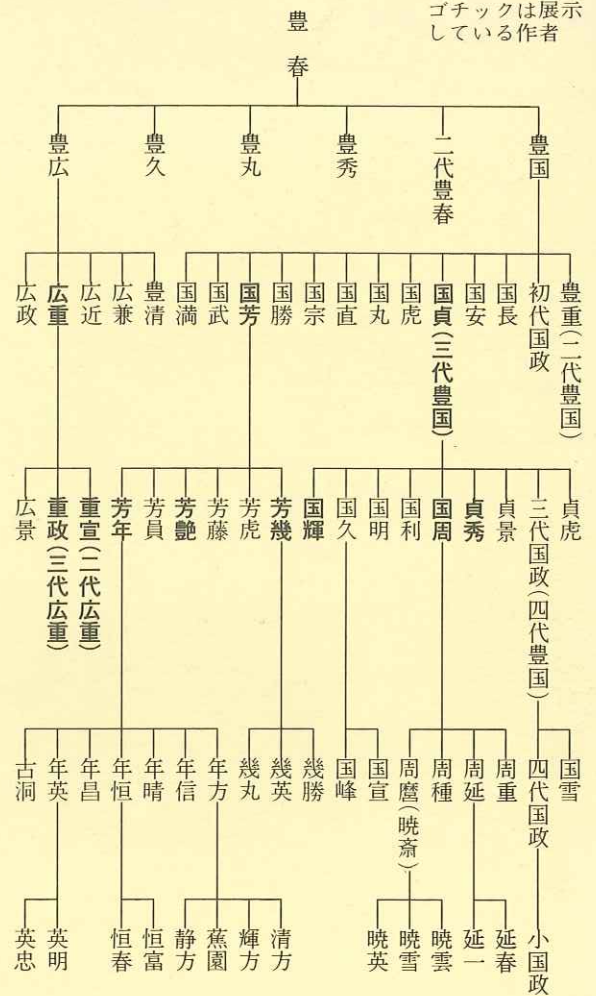 ゴチックは展示
している作者
豊春
豊国
二代豊春
豊秀
豊丸
豊久
豊広
豊重(二代豊国)
初代国政
国長
国安
国貞(三代豊国)
国虎
国丸
国直
国宗
国勝
国芳
国武
国満
豊清
広兼
広近
広重
広政
貞虎
三代国政(四代豊国)
貞景
貞秀
国周
国利
国明
国久
国輝
芳幾
芳虎
芳藤
芳艶
芳員
芳年
重宣(二代広重)
重政(三代広重)
広景
国雪
四代国政
周重
周延
周種
周麿(暁斎)
国宣
国峰
幾勝
幾英
幾丸
年方
年信
年晴
年恒
年昌
年英
古洞
小国政
延春
延一
暁雲
暁雪
暁英
清方
輝方
蕉園
静方
恒富
恒春
英明
英忠